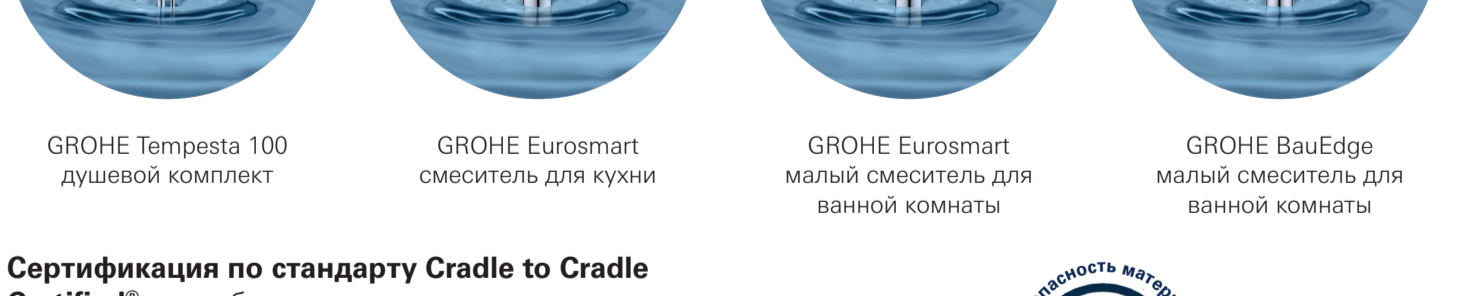 GROHE Tempesta 100
душевой комплект
GROHE Eurosmart
смеситель для кухни
GROHE Eurosmart
малый смеситель для
ванной комнаты
GROHE BauEdge
малый смеситель для
ванной комнаты
Сертификация по стандарту Cradle to Cradle